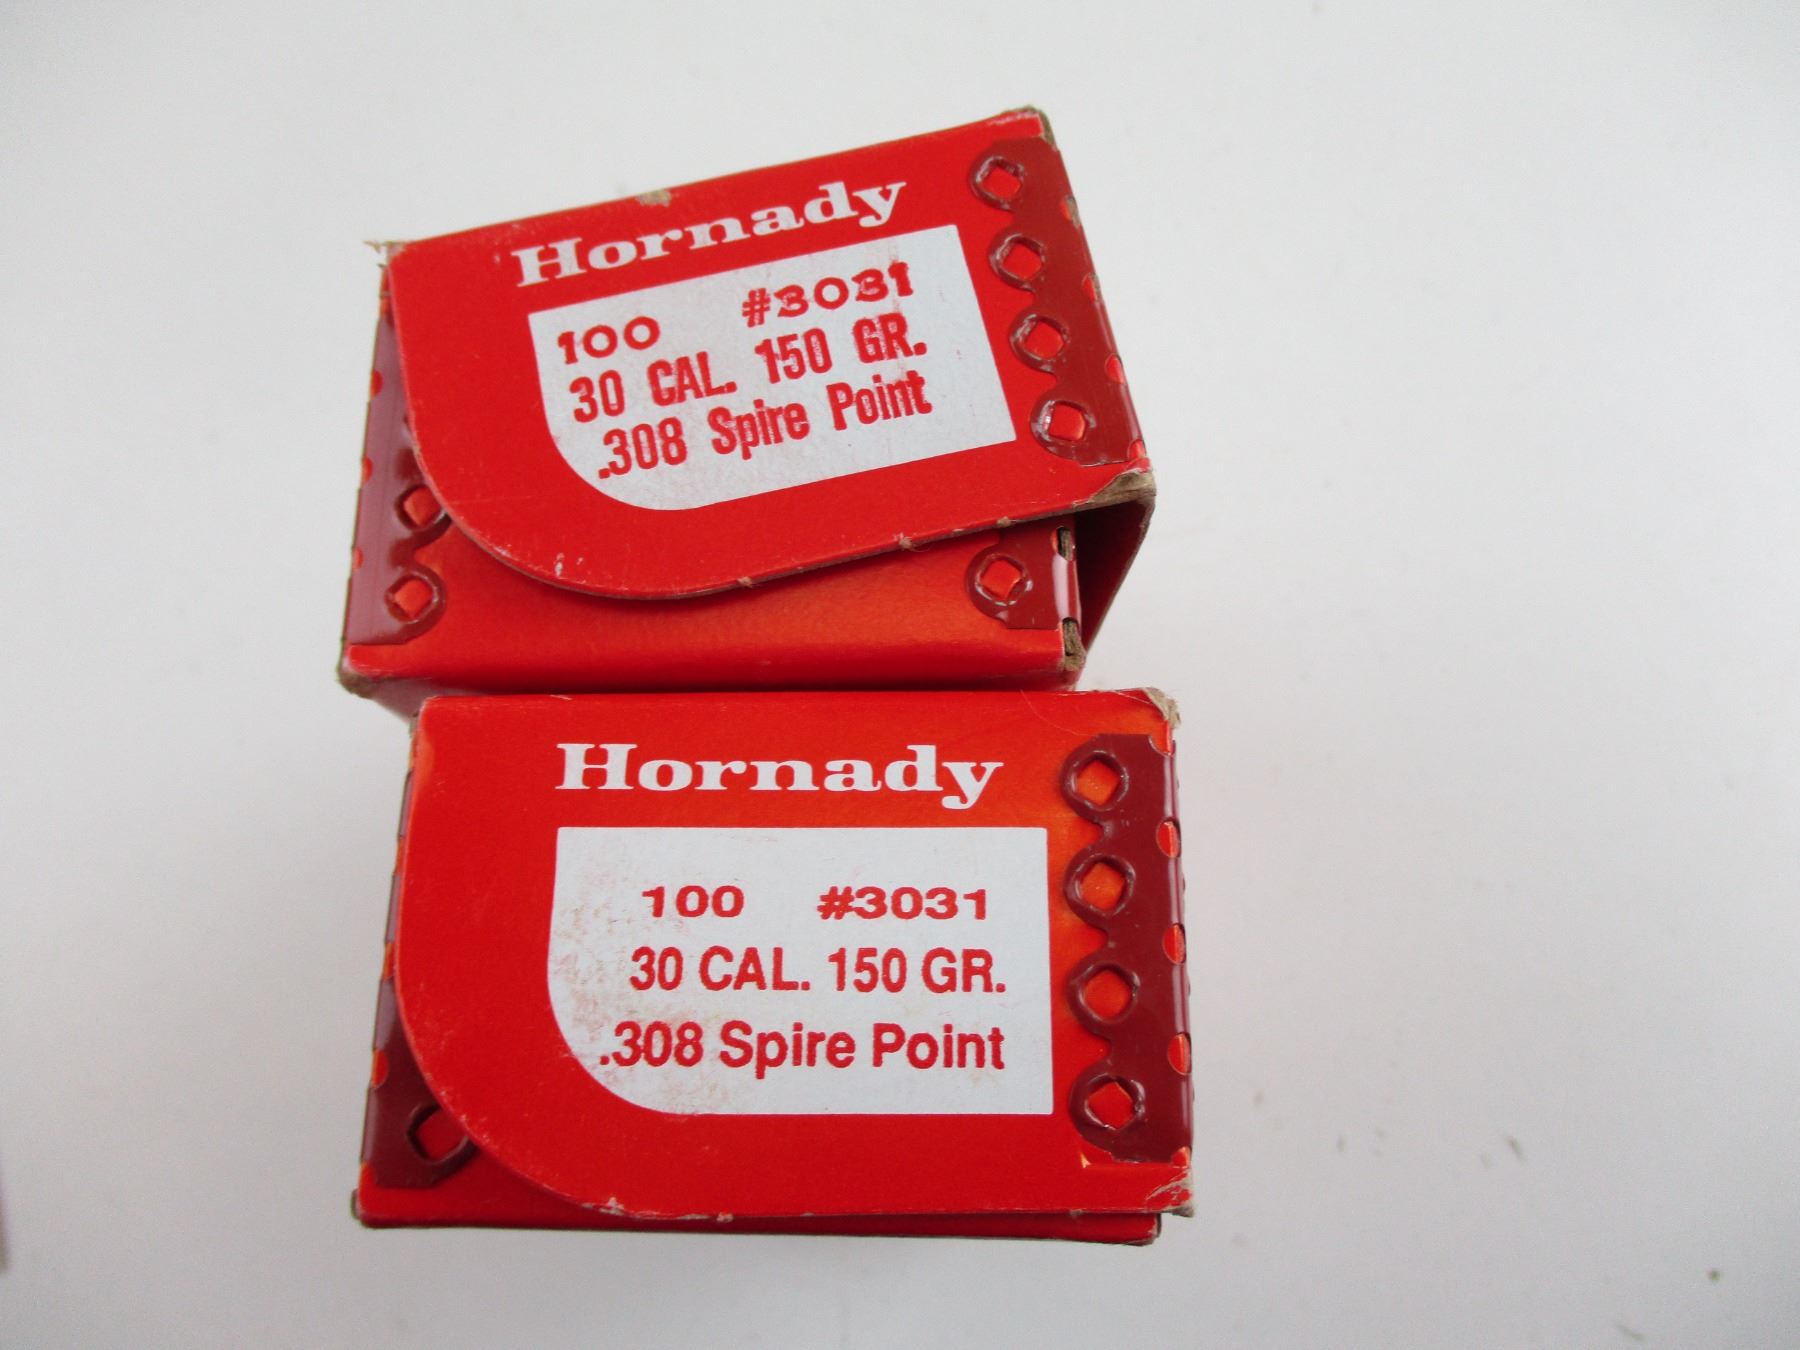 Hornady
100 #3031
30 CAL. 150 GR.
.308 Spire Point
Hornady
100 #3031
30 CAL. 150 GR.
.308 Spire Point